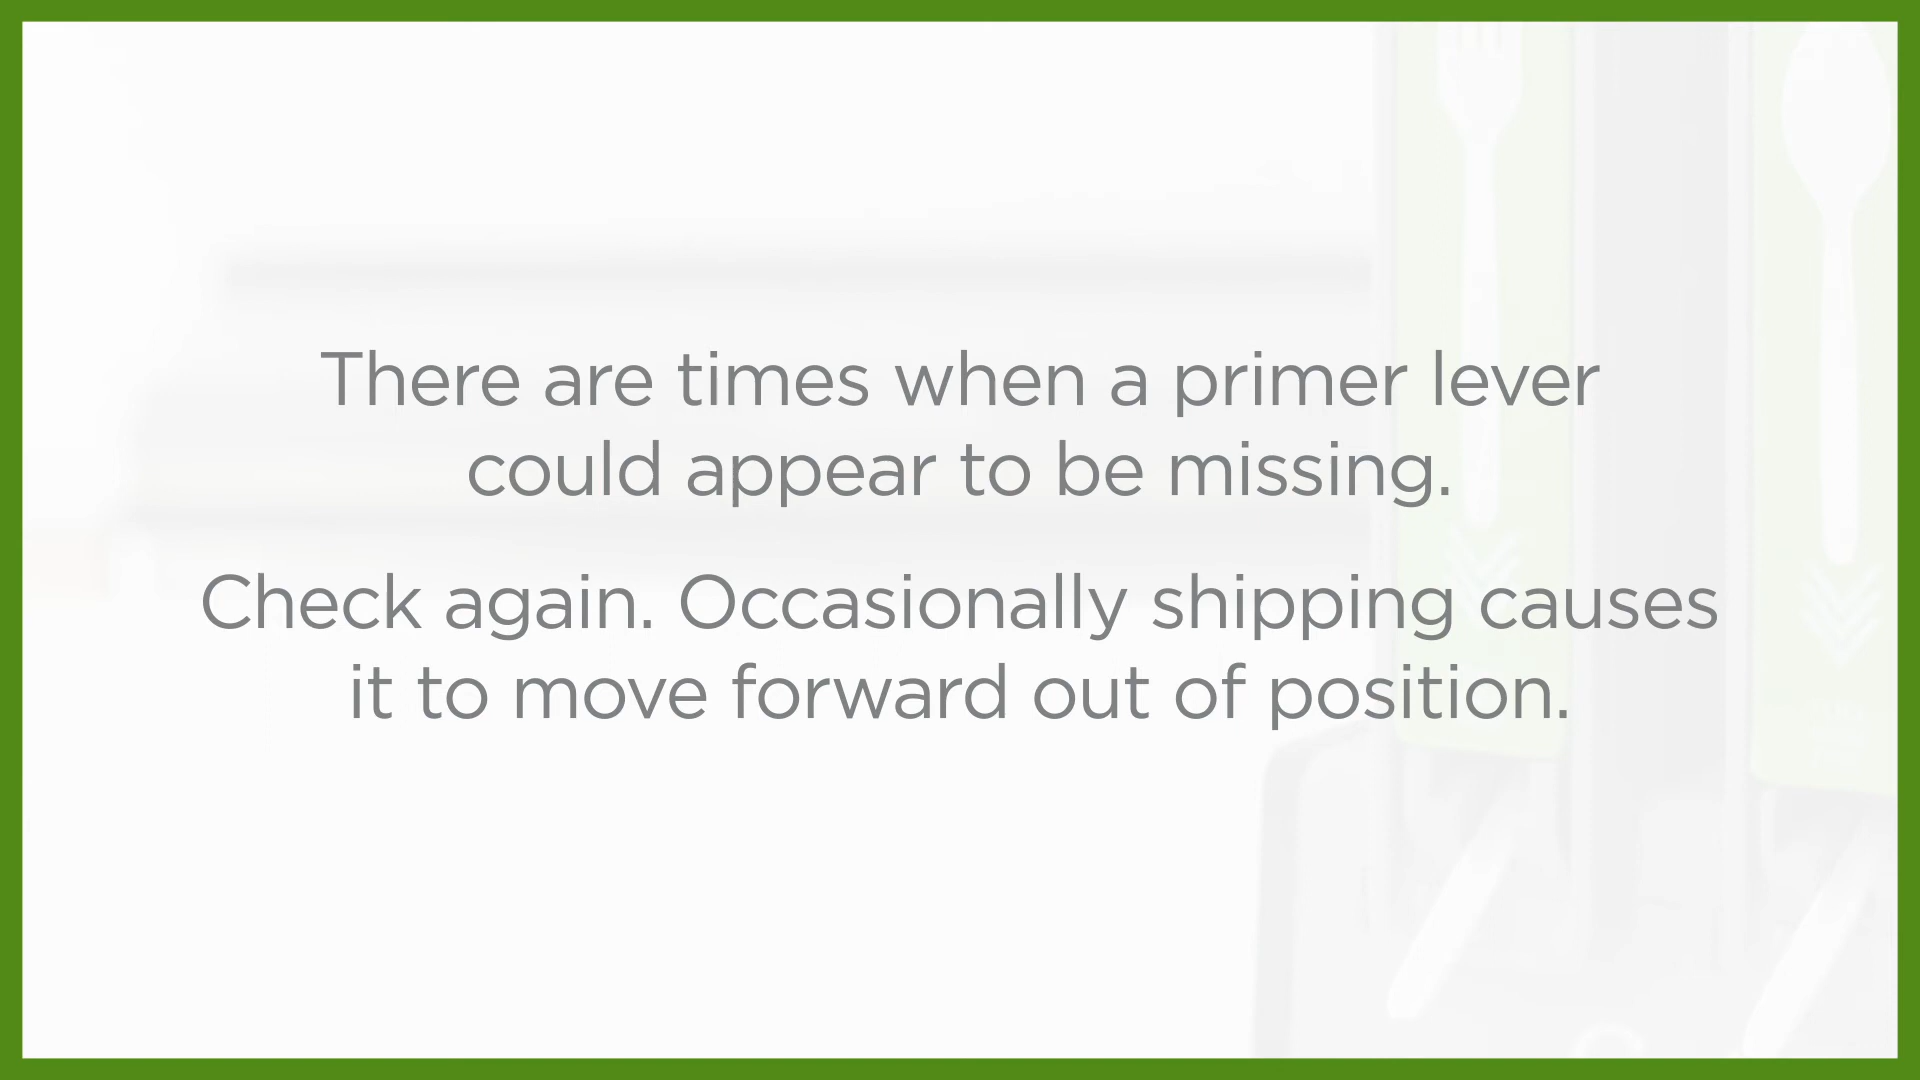 There are times when a primer lever
could appear to be missing.
Check again. Occasionally shipping causes
it to move forward out of position.